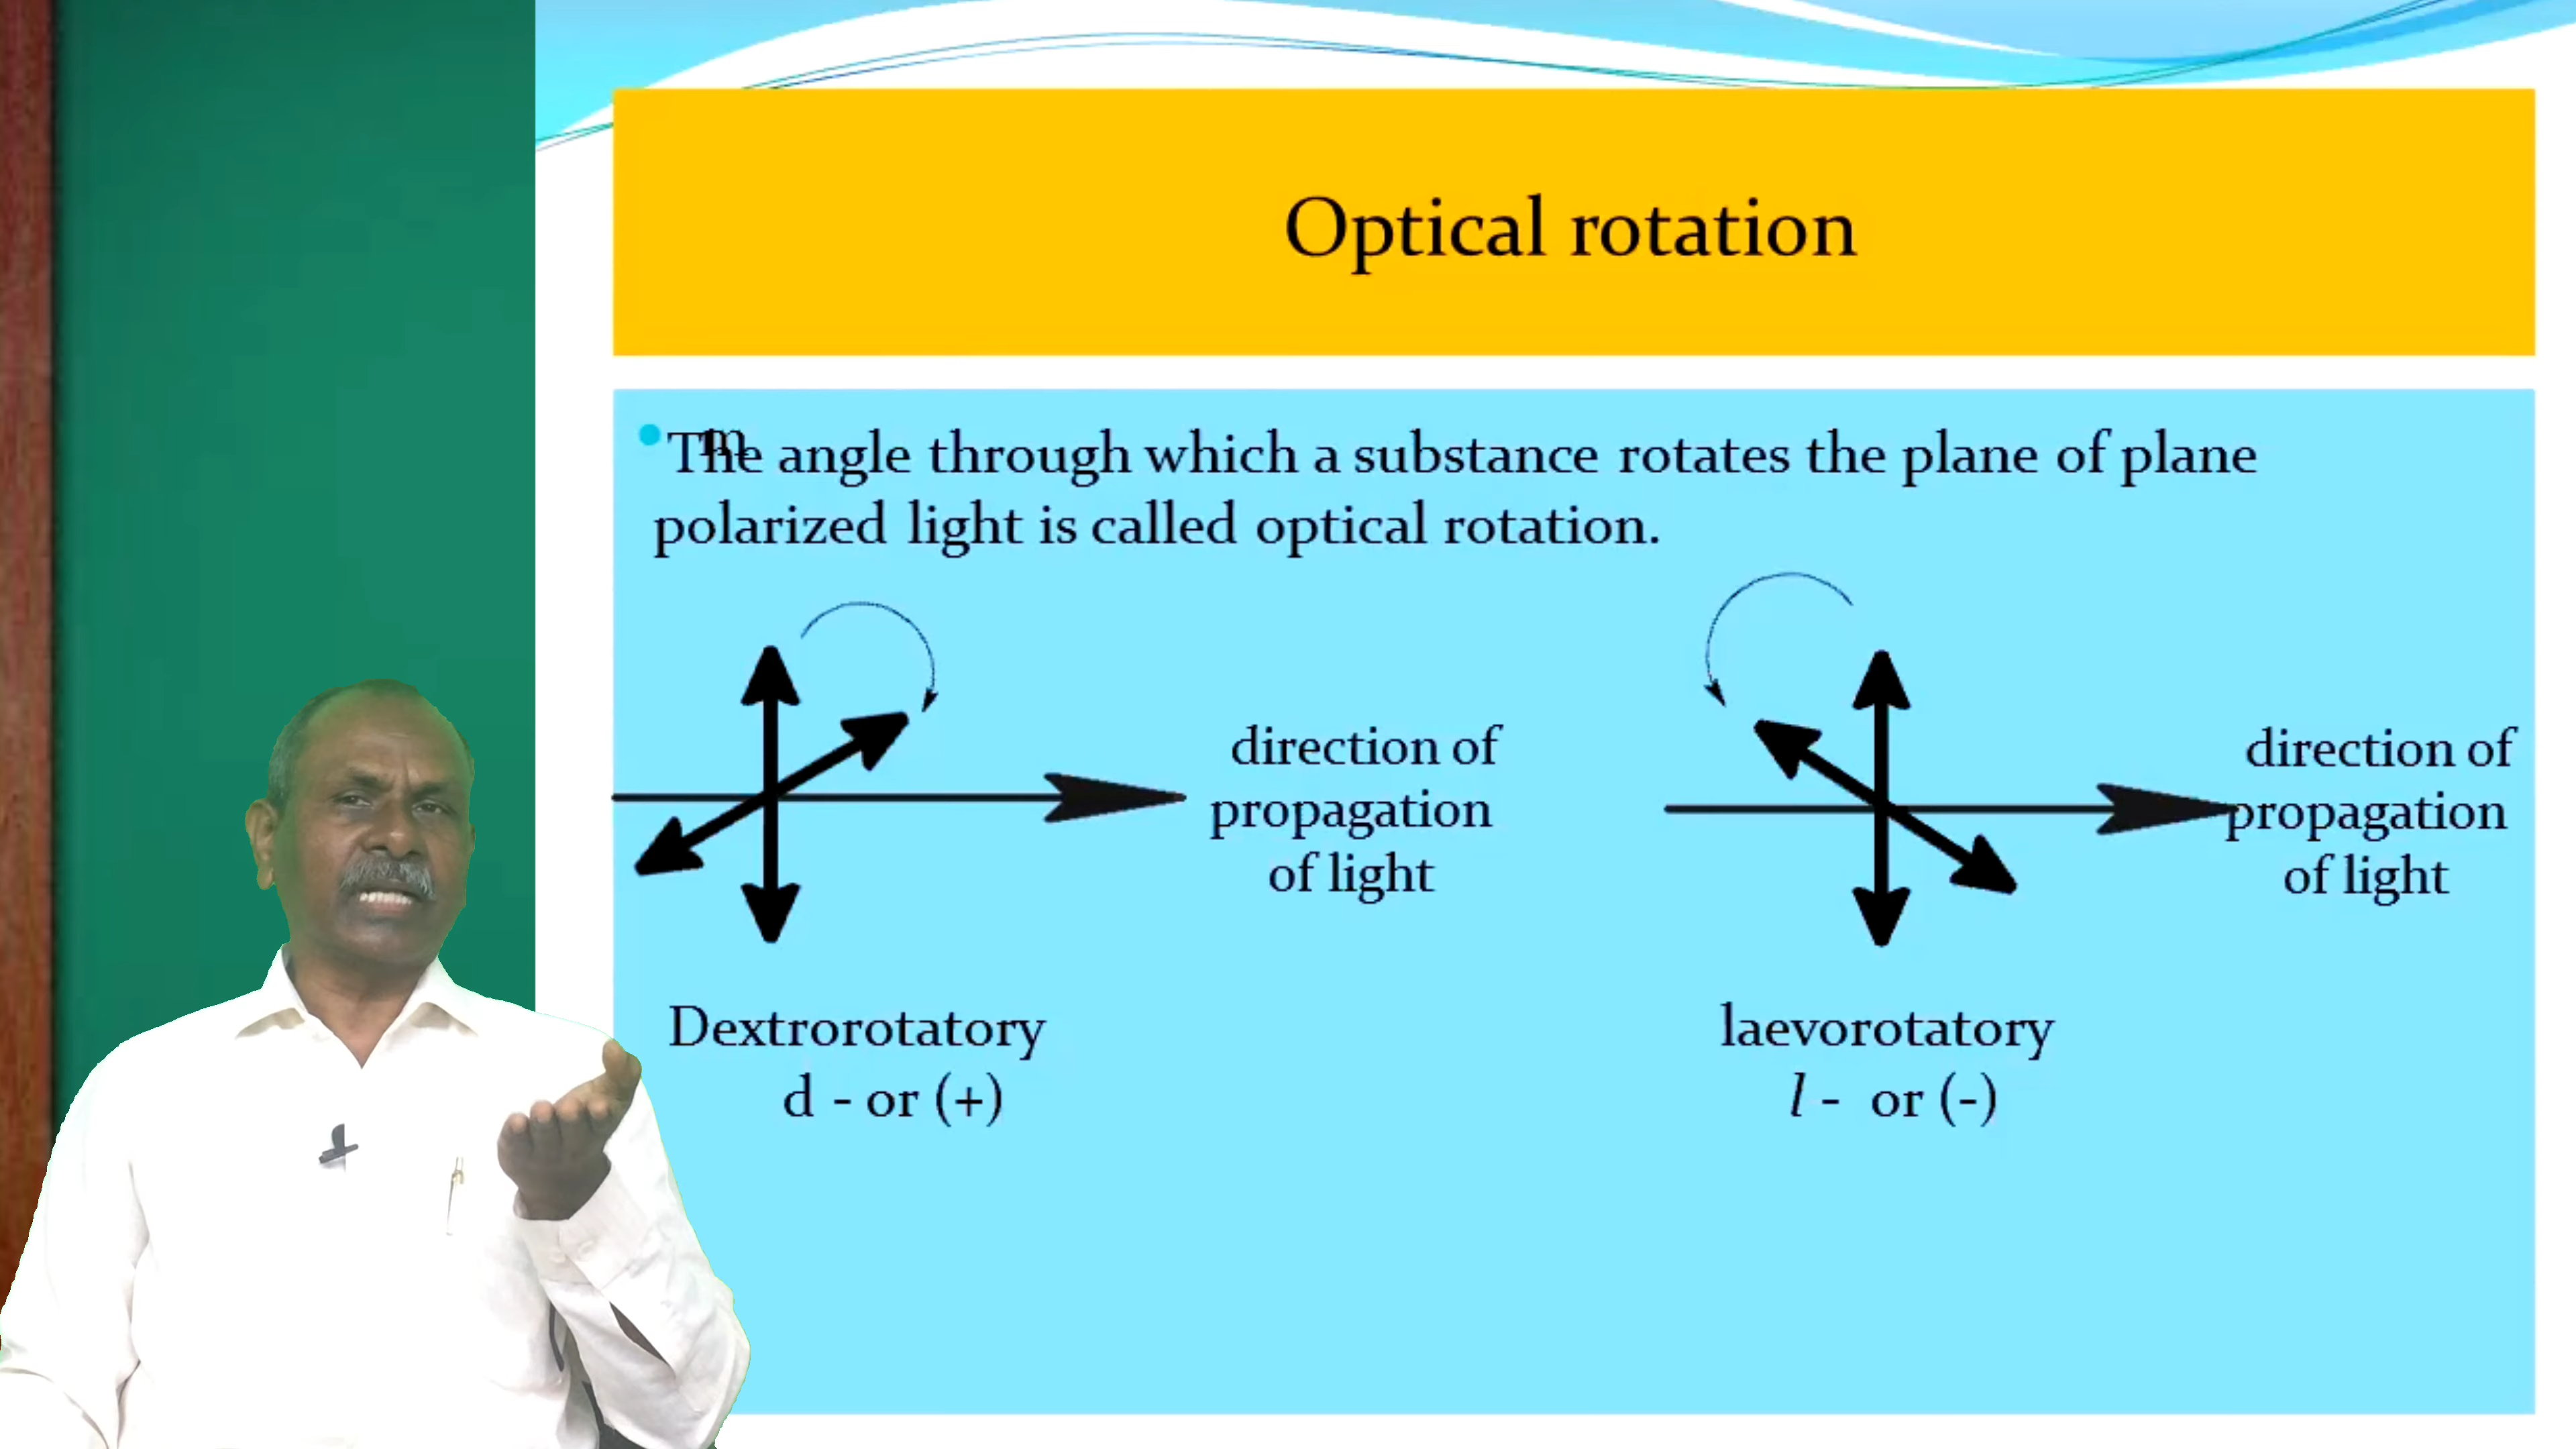 Optical rotation
m
The angle through which a substance rotates the plane of plane
polarized light is called optical rotation.
direction of
propagation
of light
direction of
propagation
of light
Dextrorotatory
d - or (+)
laevorotatory
l - or (-)